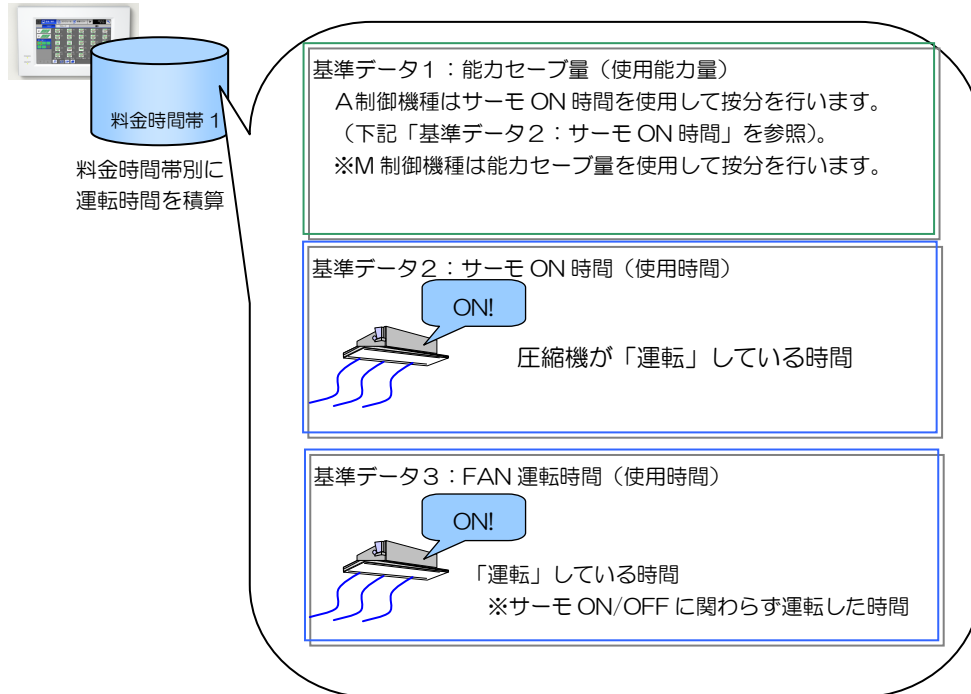 料金時間帯 1
料金時間帯別に
運転時間を積算
基準データ１：能力セーブ量（使用能力量）
Ａ制御機種はサーモ ON 時間を使用して按分を行います。
（下記「基準データ２：サーモ ON 時間」を参照）。
※M 制御機種は能力セーブ量を使用して按分を行います。
基準データ２：サーモ ON 時間（使用時間）
ON!
圧縮機が「運転」している時間
基準データ３：FAN 運転時間（使用時間）
ON!
「運転」している時間
※サーモ ON/OFF に関わらず運転した時間